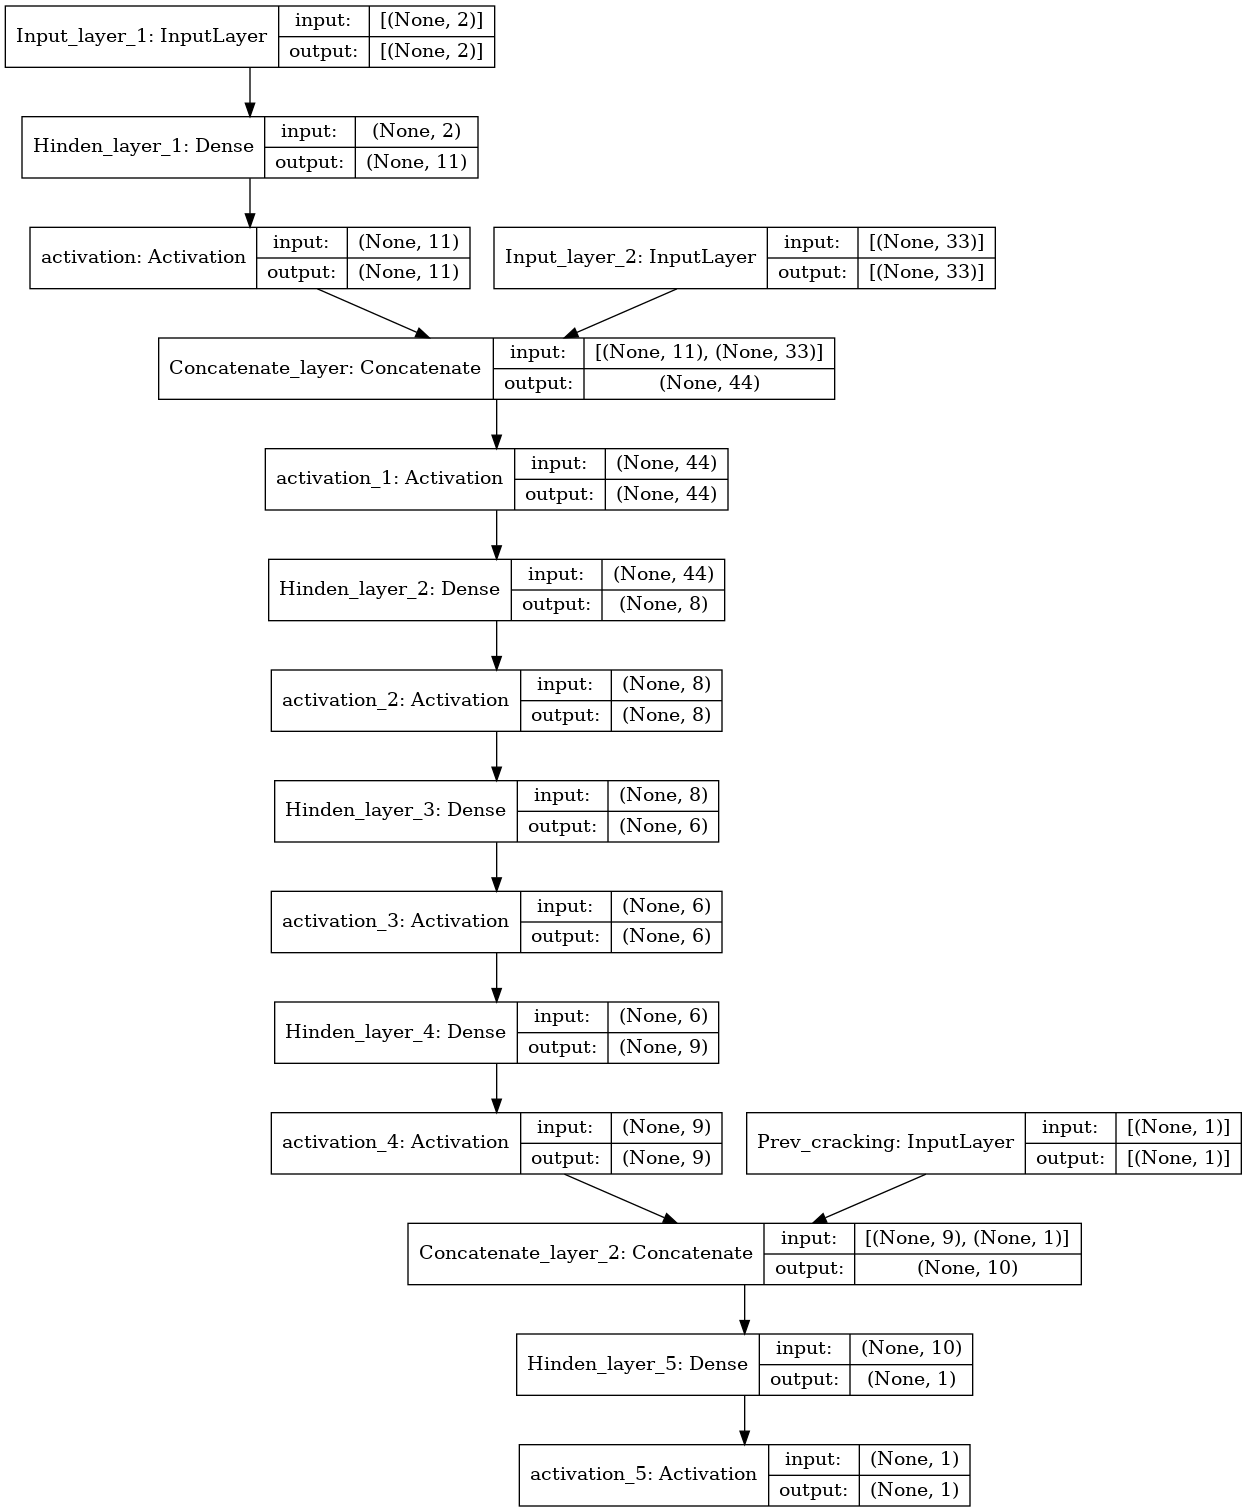 Input_layer_1: InputLayer
input:
[(None, 2)]
output:
[(None, 2)]
Hinden_layer_1: Dense
input:
(None, 2)
output:
(None, 11)
activation: Activation
input:
(None, 11)
output:
(None, 11)
Input_layer_2: InputLayer
input:
[(None, 33)]
output:
[(None, 33)]
Concatenate_layer: Concatenate
input:
[(None, 11), (None, 33)]
output:
(None, 44)
activation_1: Activation
input:
(None, 44)
output:
(None, 44)
Hinden_layer_2: Dense
input:
(None, 44)
output:
(None, 8)
activation_2: Activation
input:
(None, 8)
output:
(None, 8)
Hinden_layer_3: Dense
input:
(None, 8)
output:
(None, 6)
activation_3: Activation
input:
(None, 6)
output:
(None, 6)
Hinden_layer_4: Dense
input:
(None, 6)
output:
(None, 9)
activation_4: Activation
input:
(None, 9)
output:
(None, 9)
Prev_cracking: InputLayer
input:
[(None, 1)]
output:
[(None, 1)]
Concatenate_layer_2: Concatenate
input:
[(None, 9), (None, 1)]
output:
(None, 10)
Hinden_layer_5: Dense
input:
(None, 10)
output:
(None, 1)
activation_5: Activation
input:
(None, 1)
output:
(None, 1)